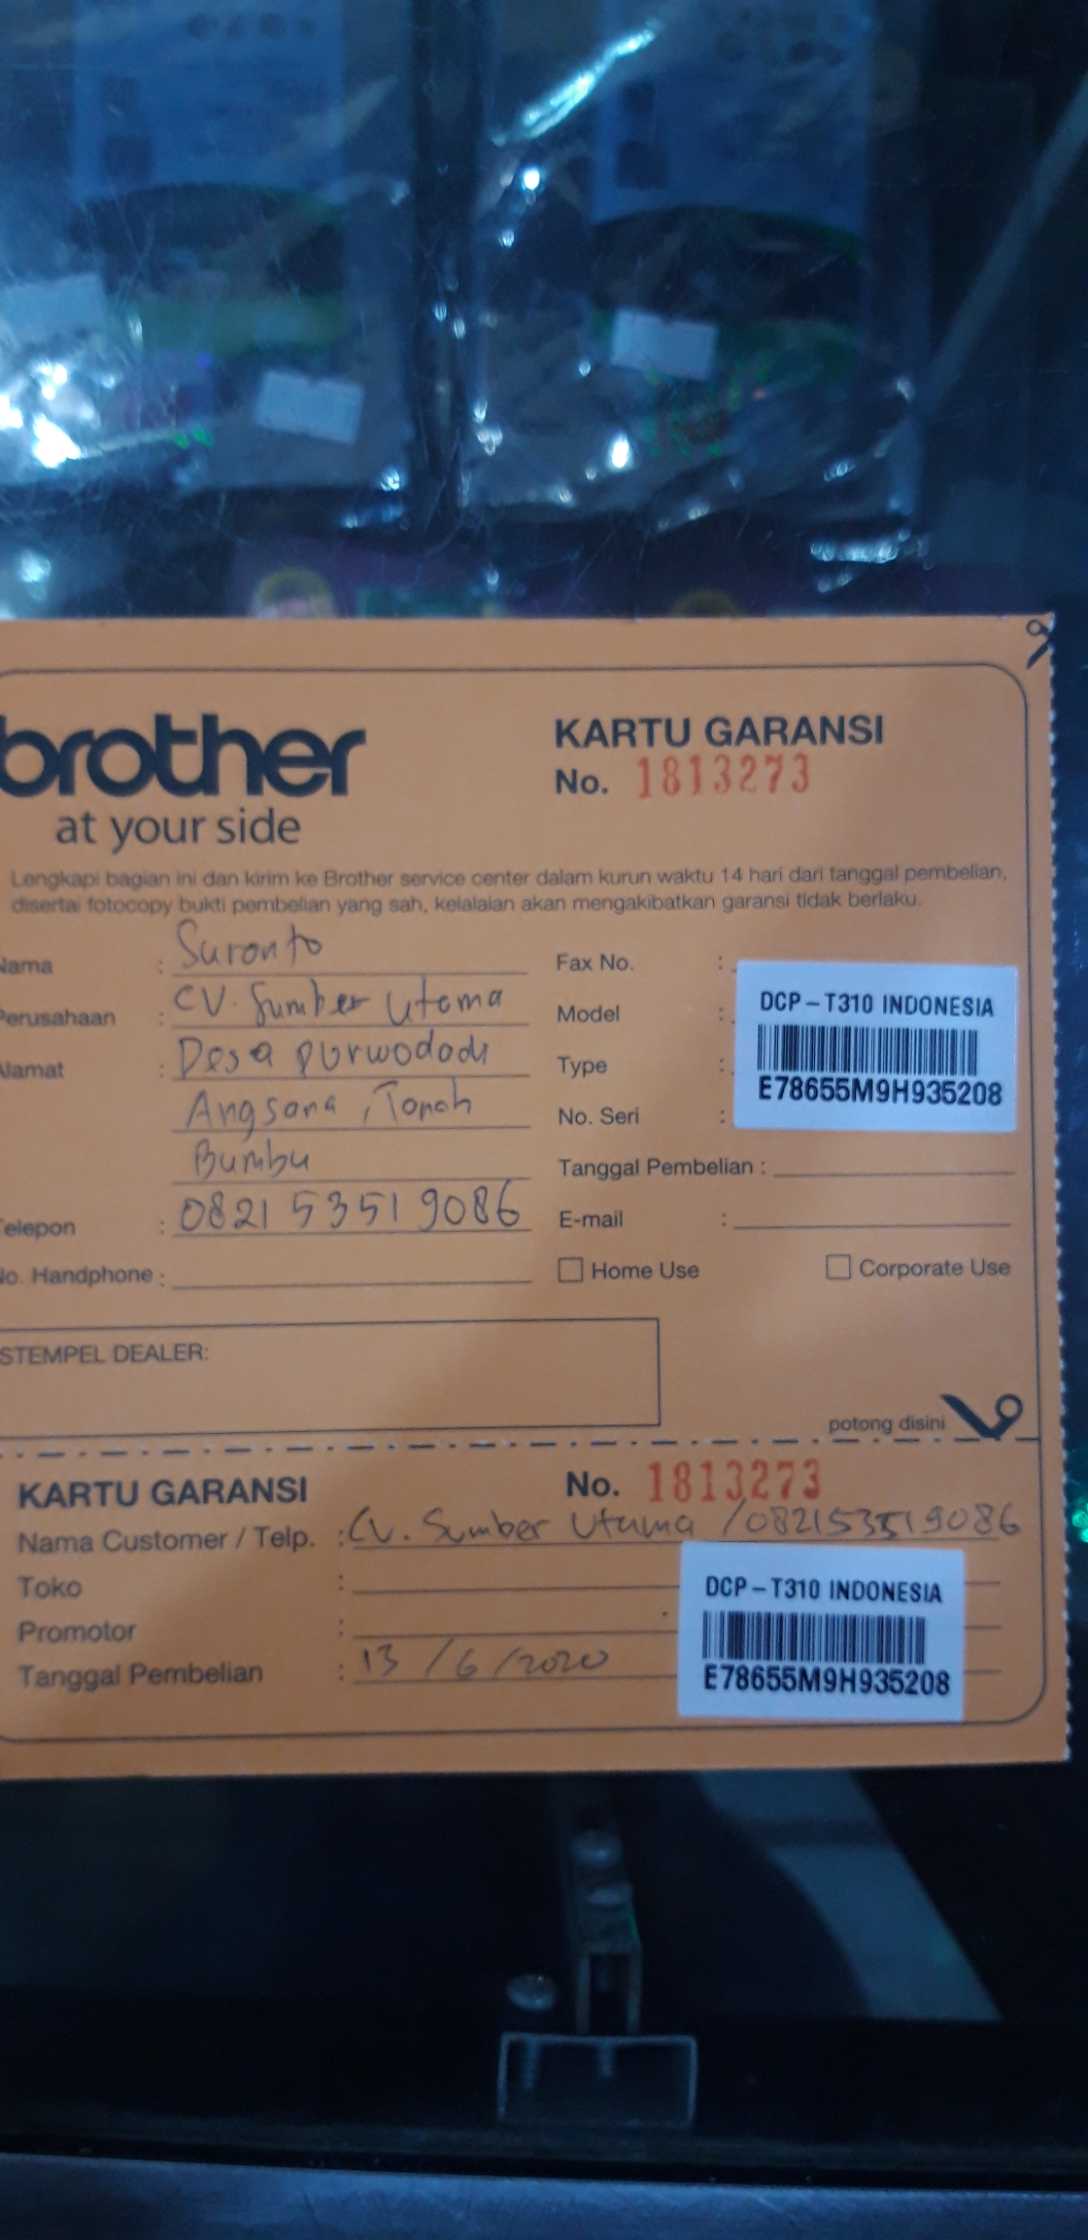 brother
at your side
KARTU GARANSI
No. 1813273
Lengkapi bagian ini dan kirim ke Brother service center dalam kurun waktu 14 hari dari tanggal pembelian,
disertai fotocopy bukti pembelian yang sah, kelalaian akan mengakibatkan garansi tidak berlaku.
Nama : Suronto
Perusahaan : CV. Sumber Utama
Alamat : Desa Purwodadi
Angsana, Tanah
Bumbu
Telepon : 0821 5351 9086
No. Handphone :
Fax No. :
Model :
Type :
No. Seri :
DCP-T310 INDONESIA
E78655M9H935208
Tanggal Pembelian :
E-mail :
Home Use Corporate Use
STEMPEL DEALER:
potong disini
KARTU GARANSI No. 1813273
Nama Customer / Telp. : CV. Sumber Utama / 082153519086
Toko :
Promotor :
Tanggal Pembelian : 13/6/2020
DCP-T310 INDONESIA
E78655M9H935208